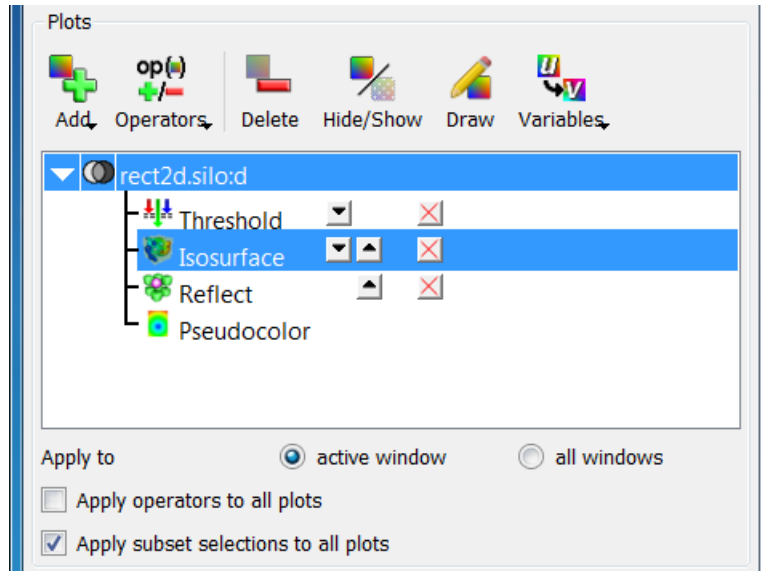 Plots
op(=)
+/-
Add Operators Delete Hide/Show Draw Variables
rect2d.silo:d
Threshold
Isosurface
Reflect
Pseudocolor
Apply to active window all windows
Apply operators to all plots
Apply subset selections to all plots